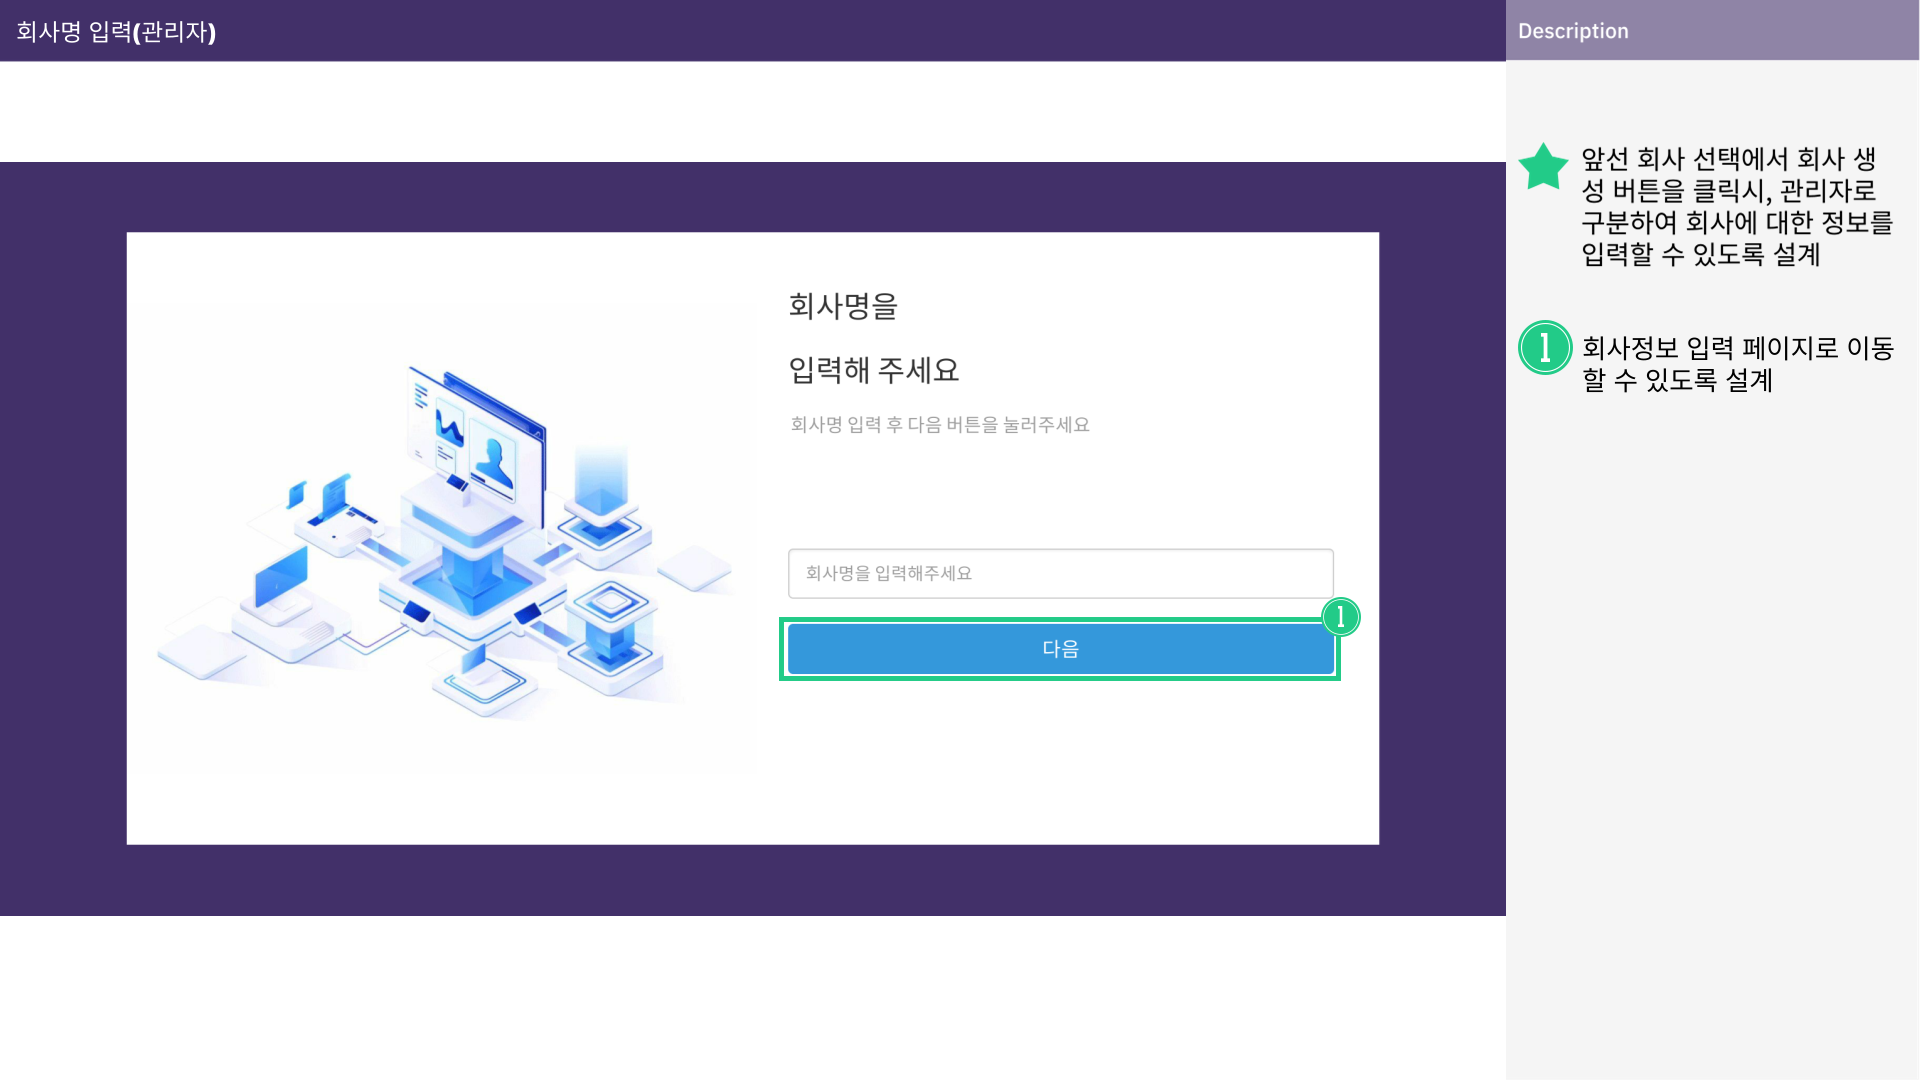 회사명 입력(관리자)
Description
앞선 회사 선택에서 회사 생
성 버튼을 클릭시, 관리자로
구분하여 회사에 대한 정보를
입력할 수 있도록 설계
1 회사정보 입력 페이지로 이동
할 수 있도록 설계
회사명을
입력해 주세요
회사명 입력 후 다음 버튼을 눌러주세요
회사명을 입력해주세요
1
다음